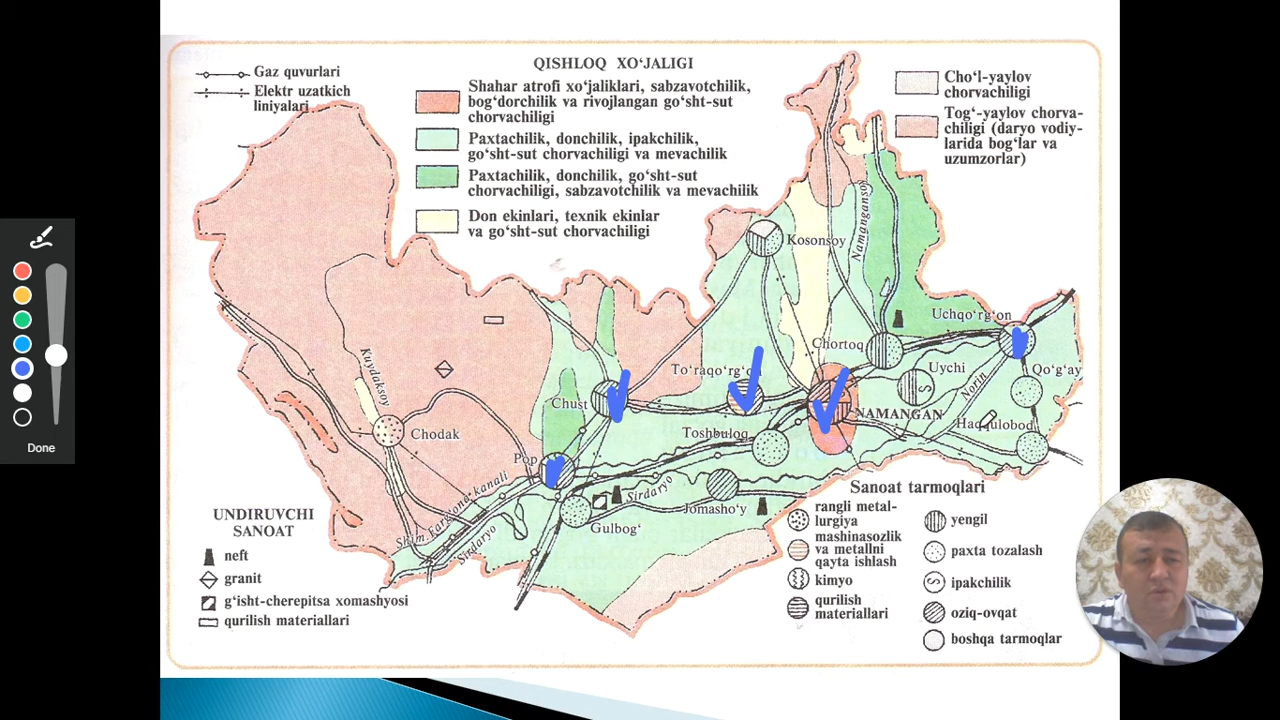 QISHLOQ XO‘JALIGI
Gaz quvurlari
Elektr uzatkich
liniyalari
Shahar atrofi xo‘jaliklari, sabzavotchilik,
bog‘dorchilik va rivojlangan go‘sht-sut
chorvachiligi
Paxtachilik, donchilik, ipakchilik,
go‘sht-sut chorvachiligi va mevachilik
Paxtachilik, donchilik, go‘sht-sut
chorvachiligi, sabzavotchilik va mevachilik
Don ekinlari, texnik ekinlar
va go‘sht-sut chorvachiligi
Cho‘l-yaylov
chorvachiligi
Tog‘-yaylov chorva-
chiligi (daryo vodiy-
larida bog‘lar va
uzumzorlar)
Kosonsoy
Namangansoy
Uchqo‘rg‘on
Chortoq
To‘raqo‘rg‘
Uychi
Norin
Qo‘g‘ay
Kuydaksoy
Chust
NAMANGAN
Haqqulobod
Chodak
Toshbuloq
Pop
Sirdaryo
Jomasho‘y
Gulbog‘
Shim. Farg‘ona kanali
Sirdaryo
UNDIRUVCHI
SANOAT
neft
granit
g‘isht-cherepitsa xomashyosi
qurilish materiallari
Sanoat tarmoqlari
rangli metal-
lurgiya
mashinasozlik
va metallni
qayta ishlash
kimyo
qurilish
materiallari
yengil
paxta tozalash
ipakchilik
oziq-ovqat
boshqa tarmoqlar
Done